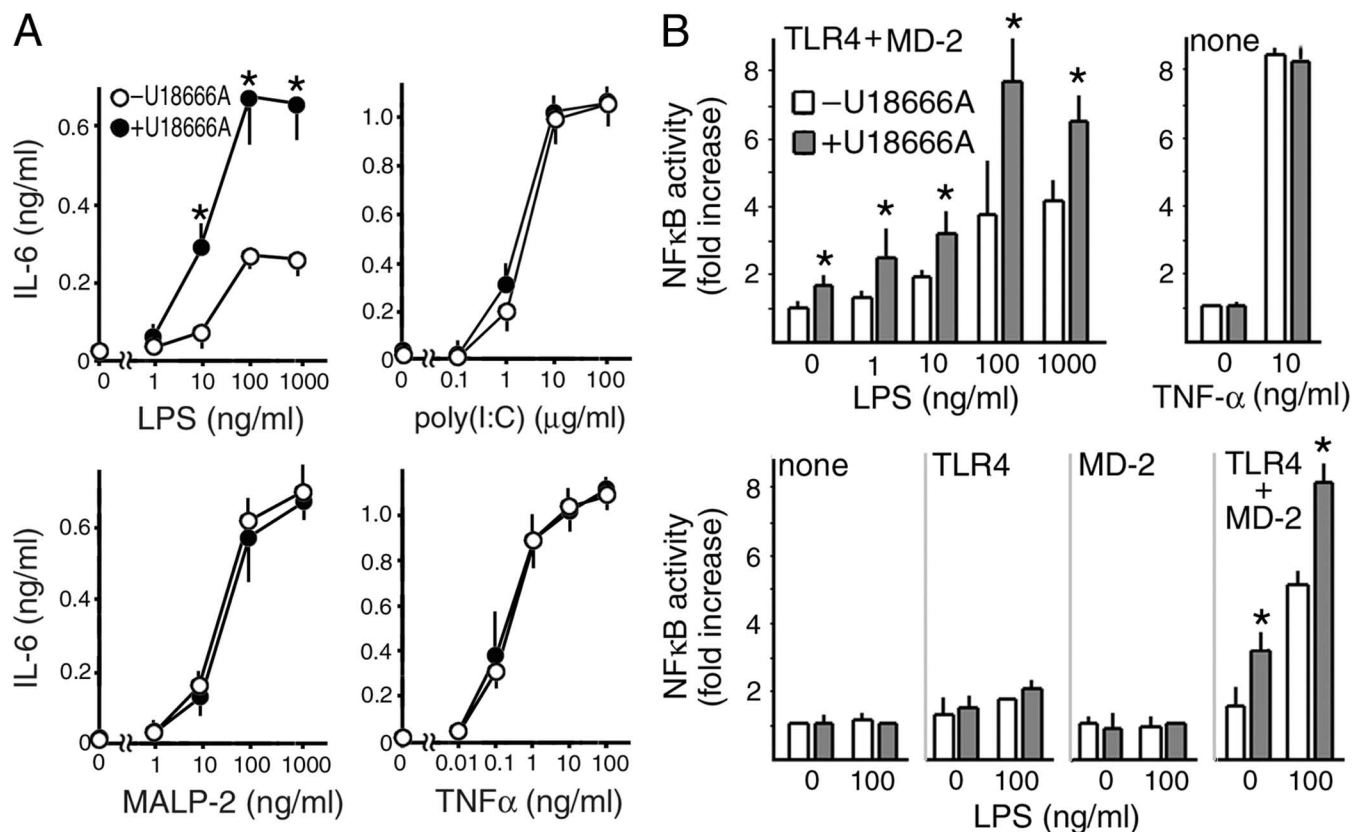 A
IL-6 (ng/ml)
–U18666A
+U18666A
* * *
0.6
0.4
0.2
0
0 1 10 100 1000
LPS (ng/ml)
1.0
0.8
0.6
0.4
0.2
0
0 0.1 1 10 100
poly(I:C) (μg/ml)
IL-6 (ng/ml)
0.6
0.4
0.2
0
0 1 10 100 1000
MALP-2 (ng/ml)
1.0
0.8
0.6
0.4
0.2
0
0 0.01 0.1 1 10 100
TNFα (ng/ml)
B
NFκB activity
(fold increase)
TLR4+MD-2
–U18666A
+U18666A
* * * * *
8
6
4
2
0 1 10 100 1000
LPS (ng/ml)
none
8
6
4
2
0 10
TNF-α (ng/ml)
NFκB activity
(fold increase)
8
6
4
2
none
0 100
TLR4
0 100
MD-2
0 100
TLR4
+
MD-2
* *
0 100
LPS (ng/ml)